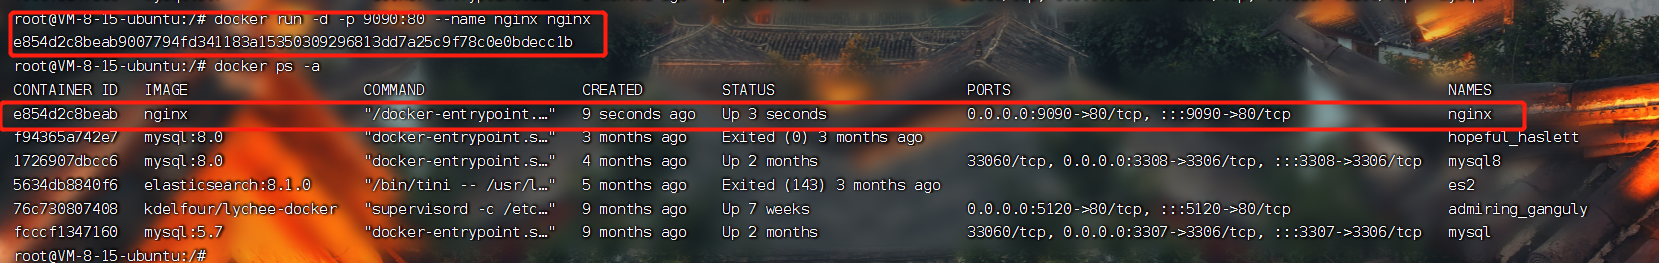 root@VM-8-15-ubuntu:/# docker run -d -p 9090:80 --name nginx nginx
e854d2c8beab9007794fd341183a15350309296813dd7a25c9f78c0e0bdecc1b
root@VM-8-15-ubuntu:/# docker ps -a
CONTAINER ID IMAGE COMMAND CREATED STATUS PORTS NAMES
e854d2c8beab nginx "/docker-entrypoint.…" 9 seconds ago Up 3 seconds 0.0.0.0:9090->80/tcp, :::9090->80/tcp nginx
f94365a742e7 mysql:8.0 "docker-entrypoint.s…" 3 months ago Exited (0) 3 months ago hopeful_haslett
1726907dbcc6 mysql:8.0 "docker-entrypoint.s…" 4 months ago Up 2 months 33060/tcp, 0.0.0.0:3308->3306/tcp, :::3308->3306/tcp mysql8
5634db8840f6 elasticsearch:8.1.0 "/bin/tini -- /usr/l…" 5 months ago Exited (143) 3 months ago es2
76c730807408 kdelfour/lychee-docker "supervisord -c /etc…" 9 months ago Up 7 weeks 0.0.0.0:5120->80/tcp, :::5120->80/tcp admiring_ganguly
fcccf1347160 mysql:5.7 "docker-entrypoint.s…" 9 months ago Up 2 months 33060/tcp, 0.0.0.0:3307->3306/tcp, :::3307->3306/tcp mysql
root@VM-8-15-ubuntu:/#